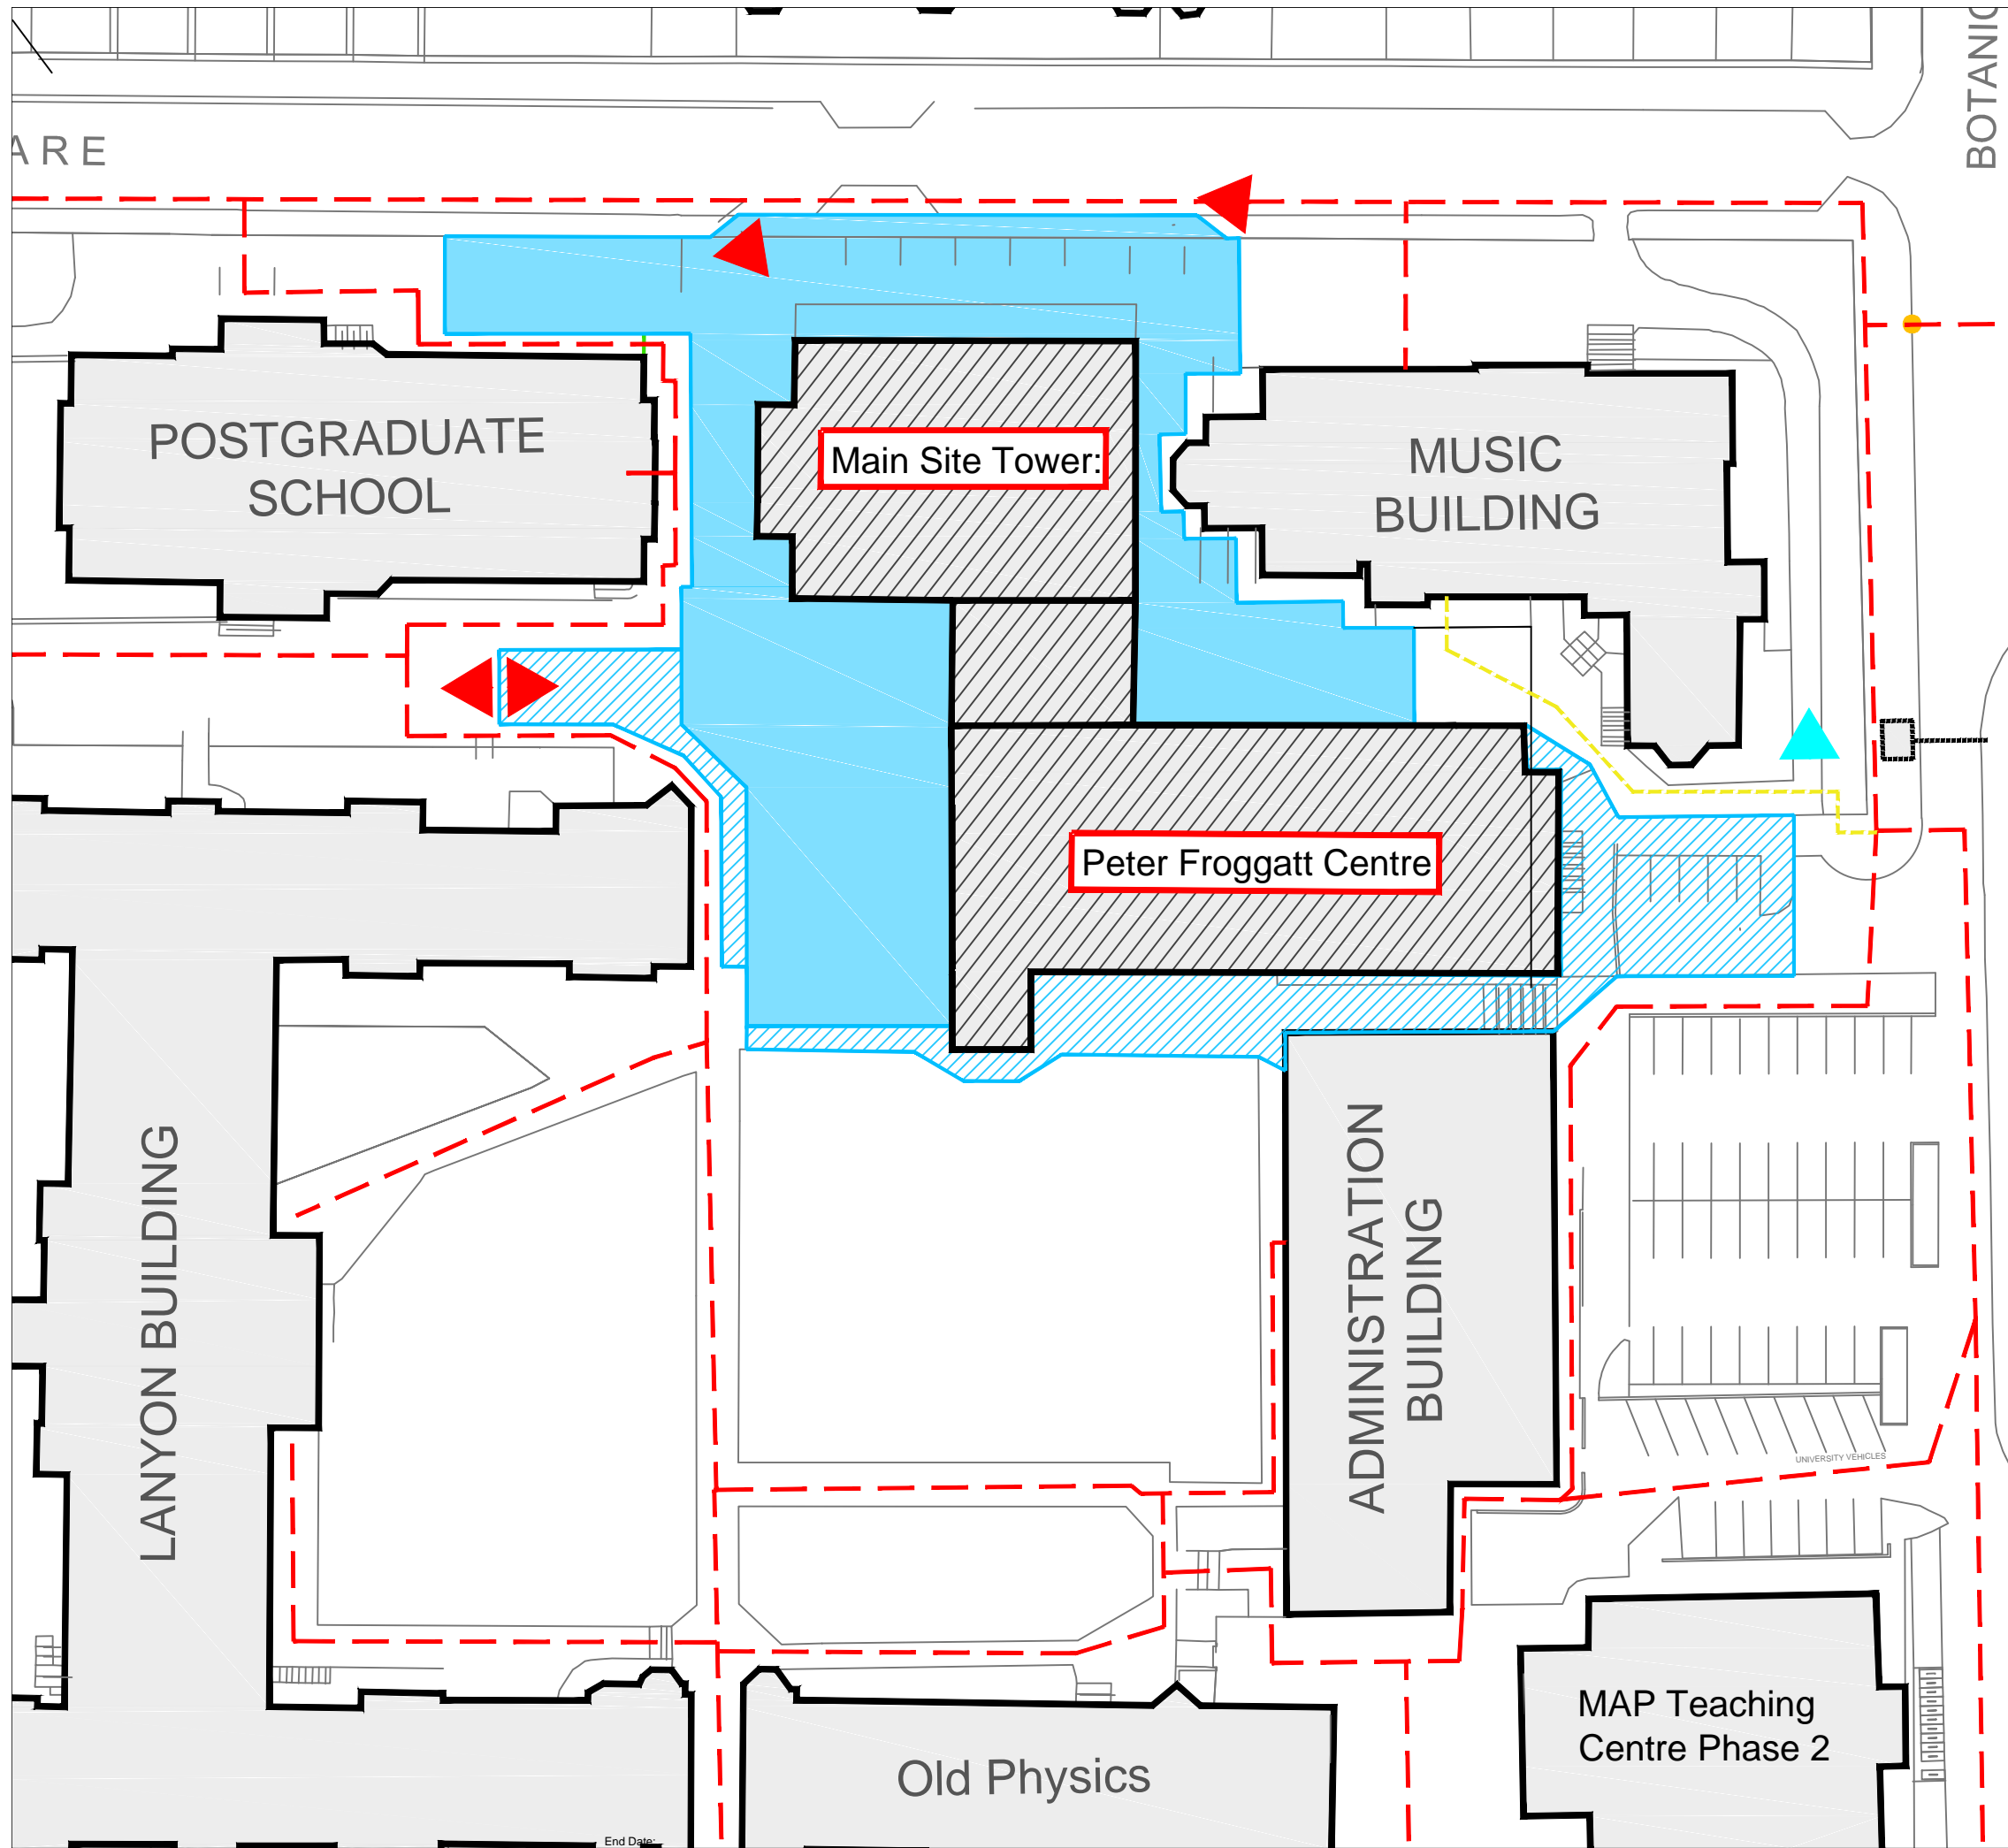 ARE
BOTANIC
POSTGRADUATE
SCHOOL
Main Site Tower:
MUSIC
BUILDING
Peter Froggatt Centre
LANYON BUILDING
ADMINISTRATION
BUILDING
UNIVERSITY VEHICLES
MAP Teaching
Centre Phase 2
Old Physics
End Date: